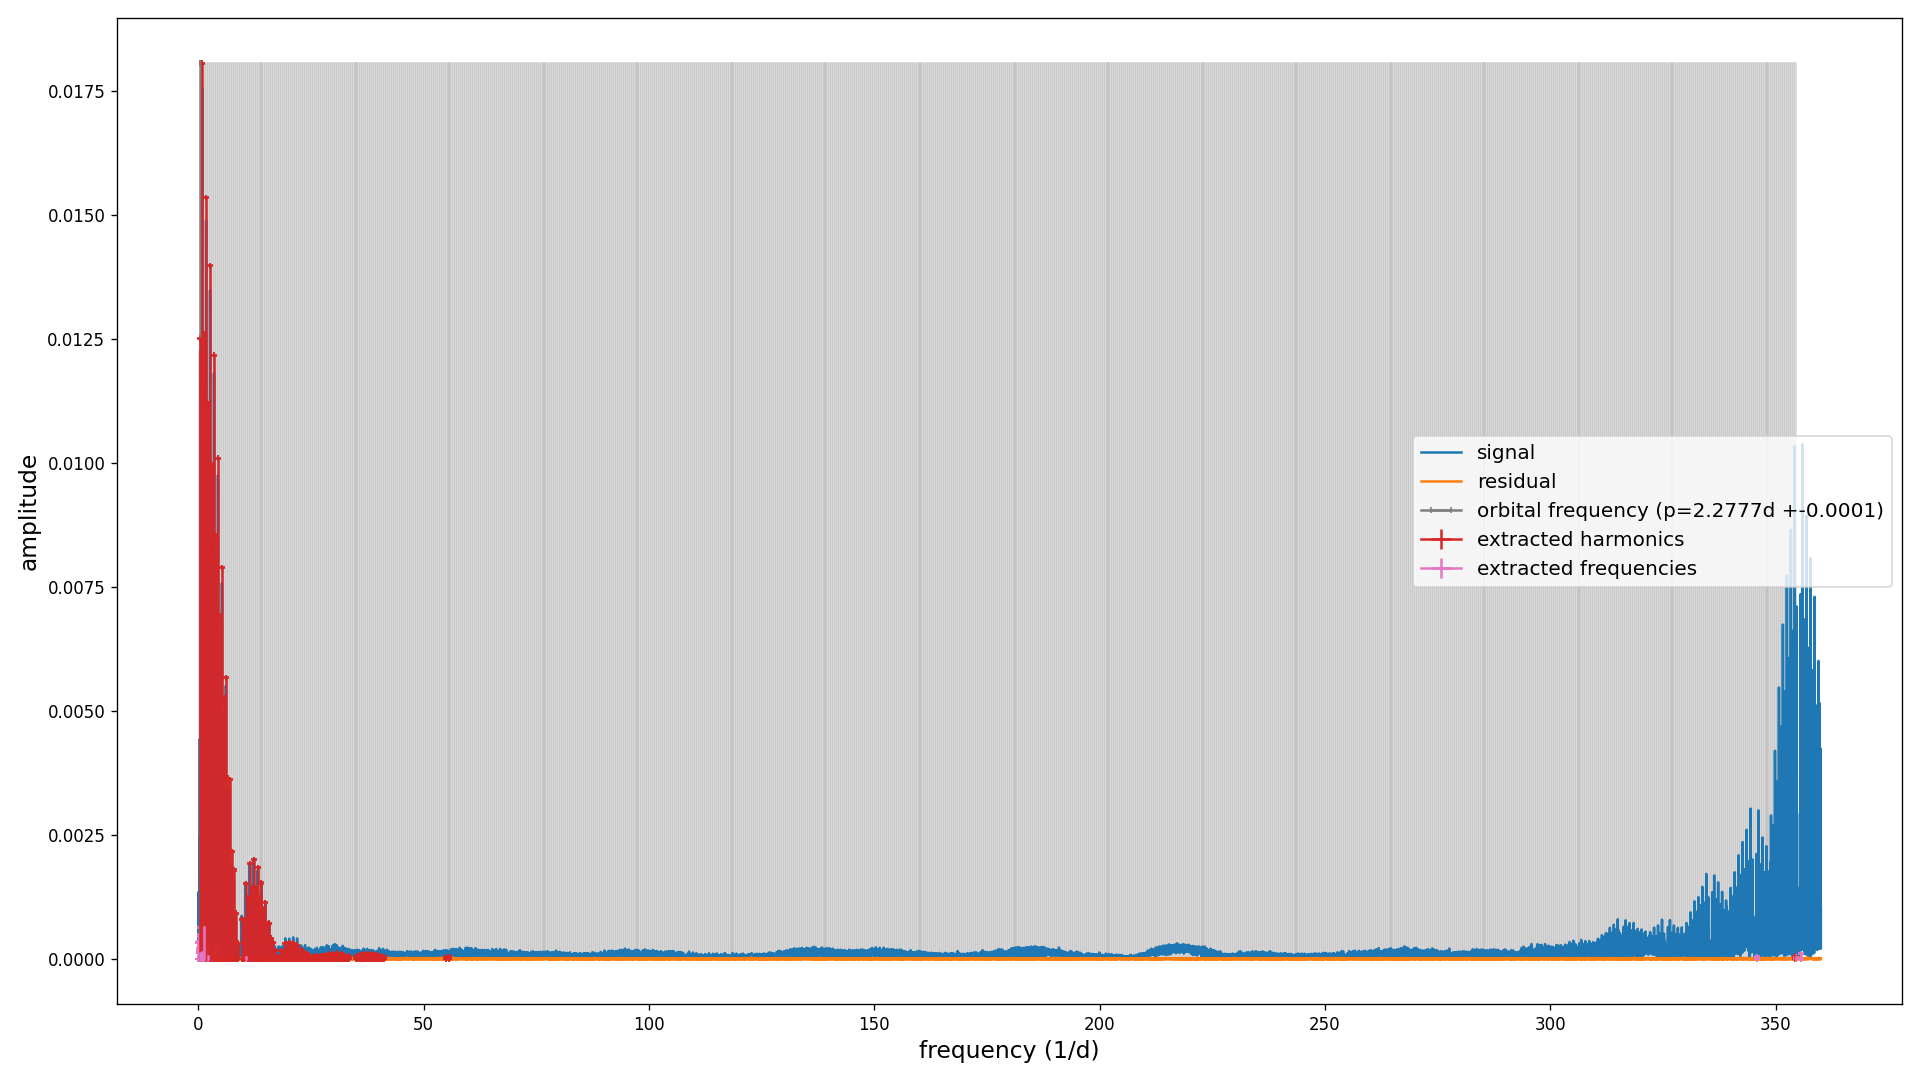 0.0175
0.0150
0.0125
0.0100
0.0075
0.0050
0.0025
0.0000
amplitude
signal
residual
orbital frequency (p=2.2777d +-0.0001)
extracted harmonics
extracted frequencies
0 50 100 150 200 250 300 350
frequency (1/d)